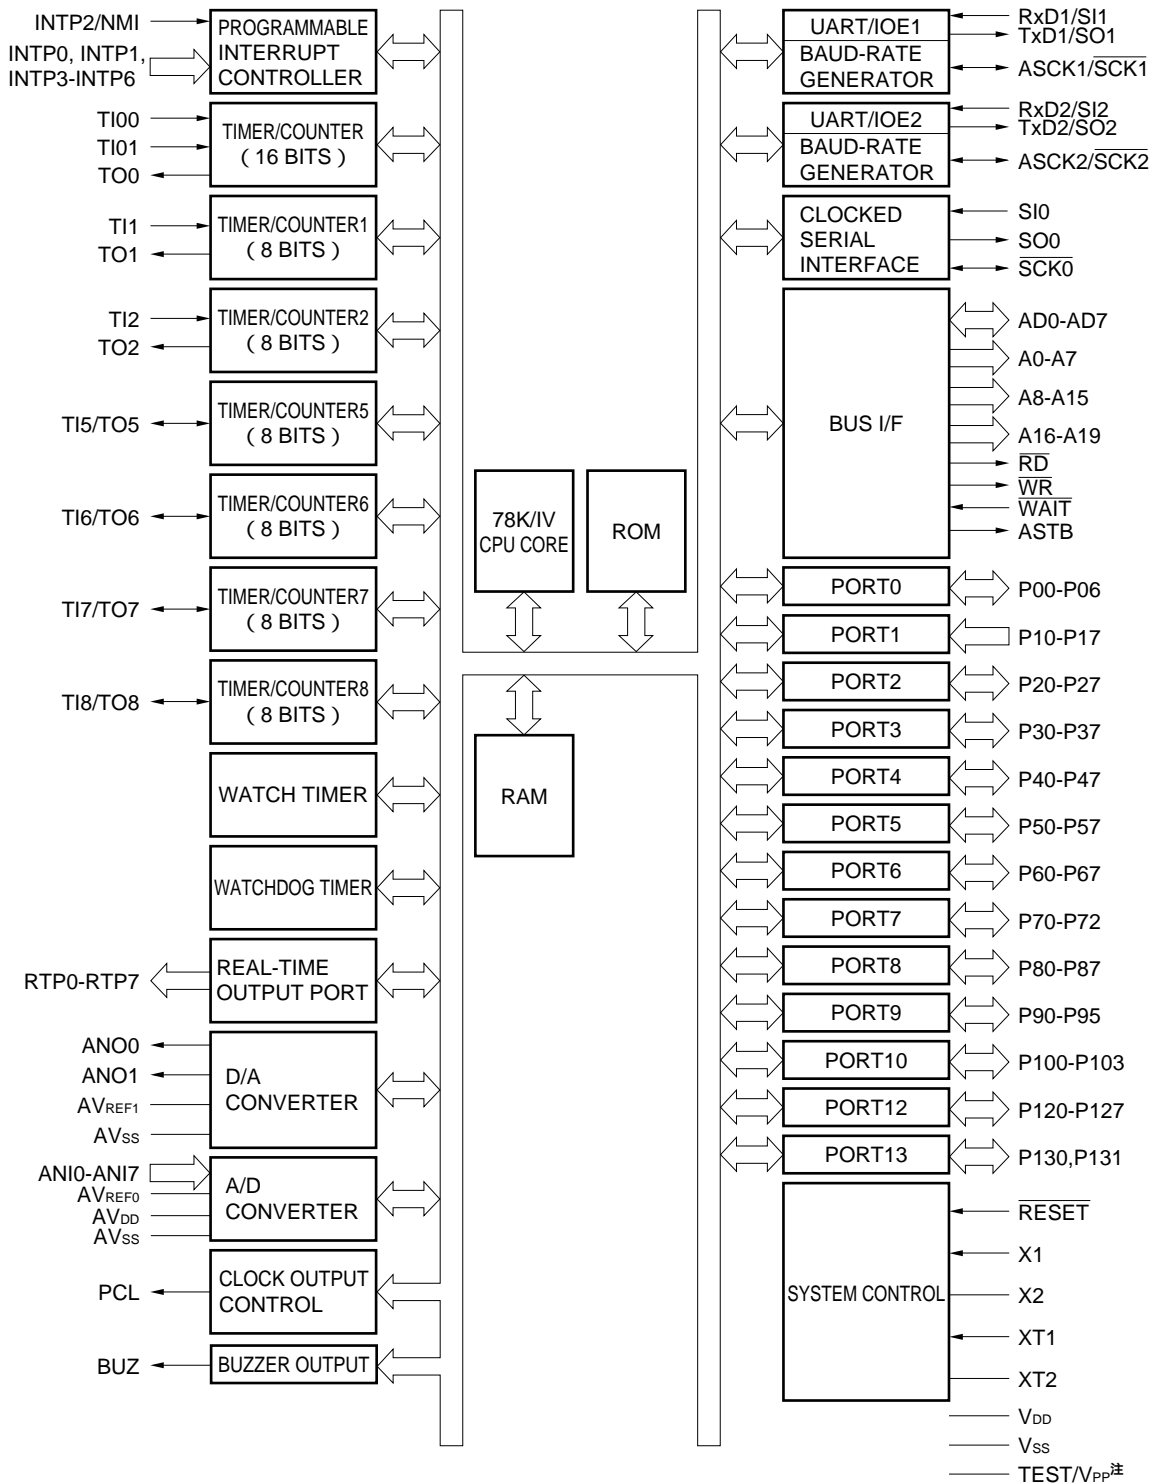 INTP2/NMI
INTP0, INTP1,
INTP3-INTP6
PROGRAMMABLE
INTERRUPT
CONTROLLER
TI00
TI01
TO0
TIMER/COUNTER
( 16 BITS )
TI1
TO1
TIMER/COUNTER1
( 8 BITS )
TI2
TO2
TIMER/COUNTER2
( 8 BITS )
TI5/TO5
TIMER/COUNTER5
( 8 BITS )
TI6/TO6
TIMER/COUNTER6
( 8 BITS )
TI7/TO7
TIMER/COUNTER7
( 8 BITS )
TI8/TO8
TIMER/COUNTER8
( 8 BITS )
WATCH TIMER
WATCHDOG TIMER
RTP0-RTP7
REAL-TIME
OUTPUT PORT
ANO0
ANO1
AVREF1
AVSS
D/A
CONVERTER
ANI0-ANI7
AVREF0
AVDD
AVSS
A/D
CONVERTER
PCL
CLOCK OUTPUT
CONTROL
BUZ
BUZZER OUTPUT
78K/IV
CPU CORE
ROM
RAM
UART/IOE1
BAUD-RATE
GENERATOR
RxD1/SI1
TxD1/SO1
ASCK1/S̅C̅K̅1̅
UART/IOE2
BAUD-RATE
GENERATOR
RxD2/SI2
TxD2/SO2
ASCK2/S̅C̅K̅2̅
CLOCKED
SERIAL
INTERFACE
SI0
SO0
S̅C̅K̅0̅
BUS I/F
AD0-AD7
A0-A7
A8-A15
A16-A19
R̅D̅
W̅R̅
W̅A̅I̅T̅
ASTB
PORT0
P00-P06
PORT1
P10-P17
PORT2
P20-P27
PORT3
P30-P37
PORT4
P40-P47
PORT5
P50-P57
PORT6
P60-P67
PORT7
P70-P72
PORT8
P80-P87
PORT9
P90-P95
PORT10
P100-P103
PORT12
P120-P127
PORT13
P130,P131
SYSTEM CONTROL
R̅E̅S̅E̅T̅
X1
X2
XT1
XT2
VDD
VSS
TEST/VPP注